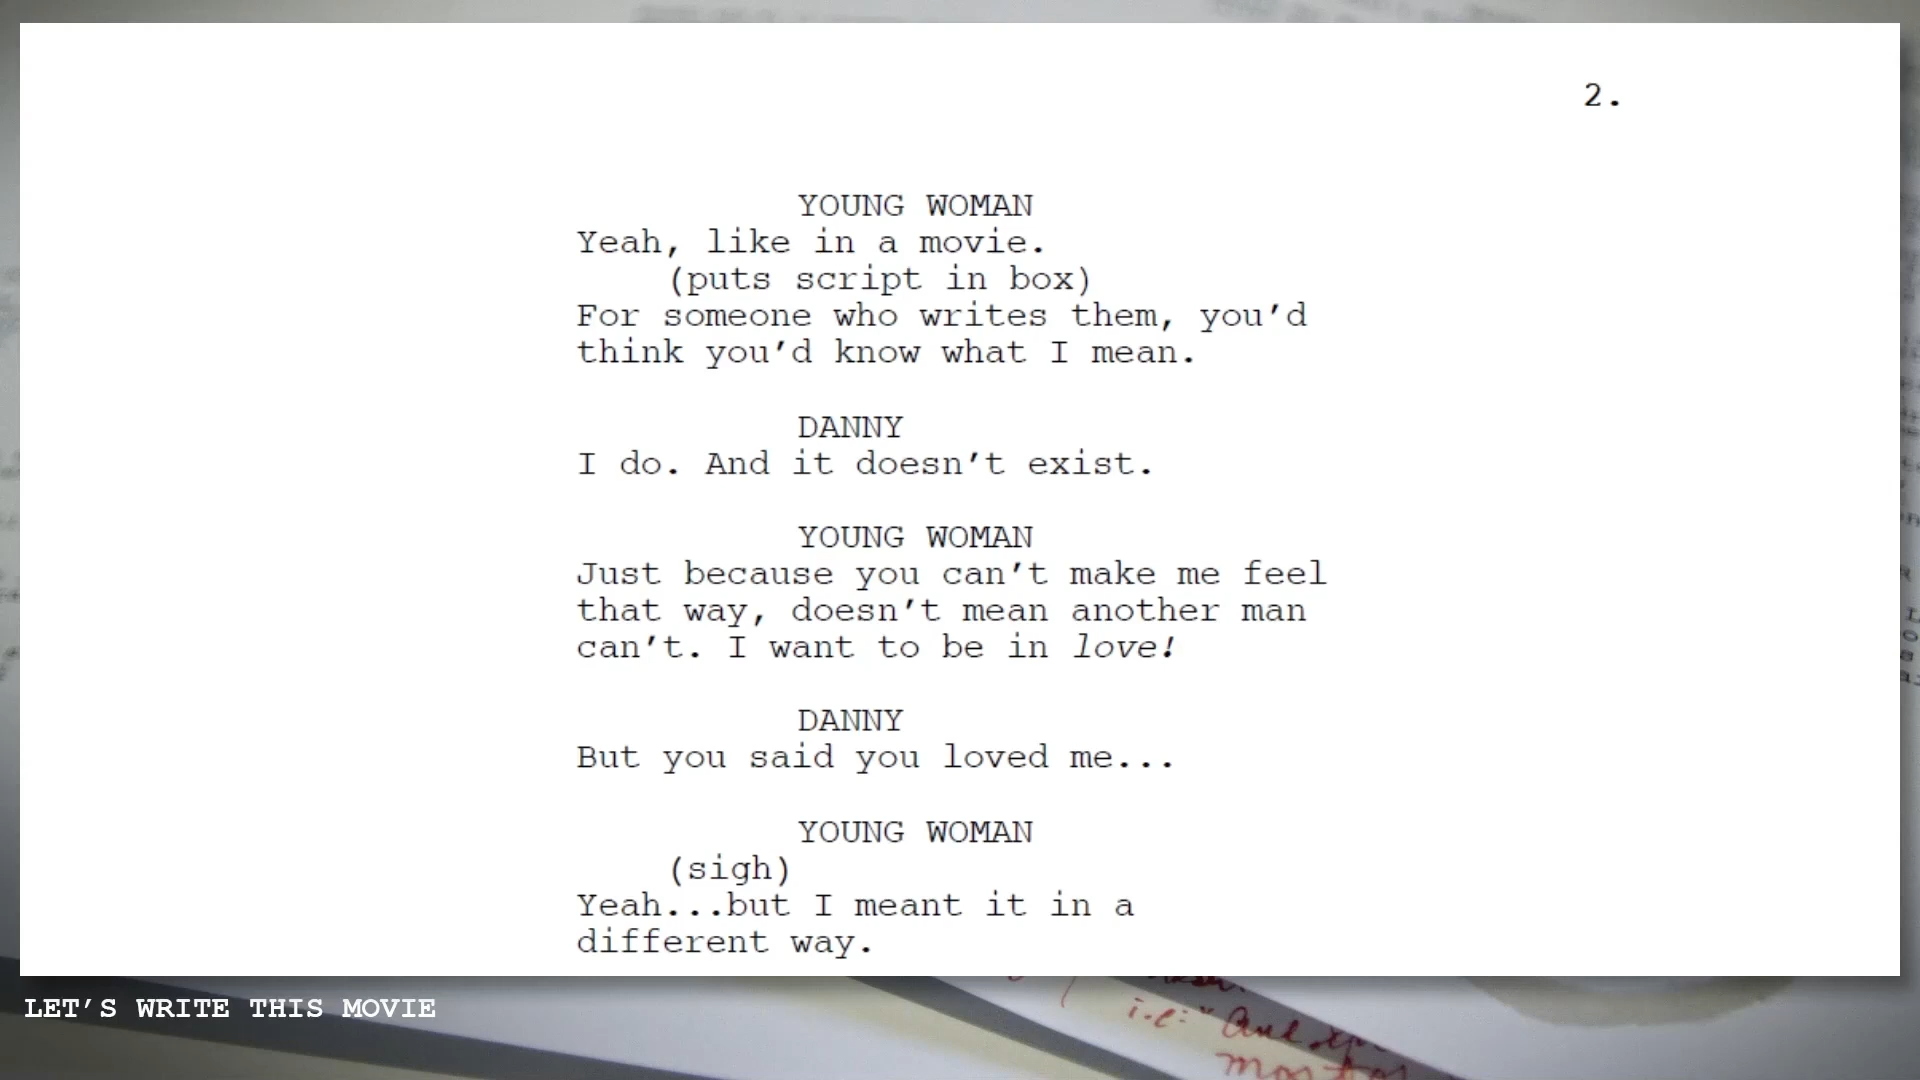 2.
YOUNG WOMAN
Yeah, like in a movie.
(puts script in box)
For someone who writes them, you'd
think you'd know what I mean.
DANNY
I do. And it doesn't exist.
YOUNG WOMAN
Just because you can't make me feel
that way, doesn't mean another man
can't. I want to be in love!
DANNY
But you said you loved me...
YOUNG WOMAN
(sigh)
Yeah...but I meant it in a
different way.
LET'S WRITE THIS MOVIE
i.e: "And